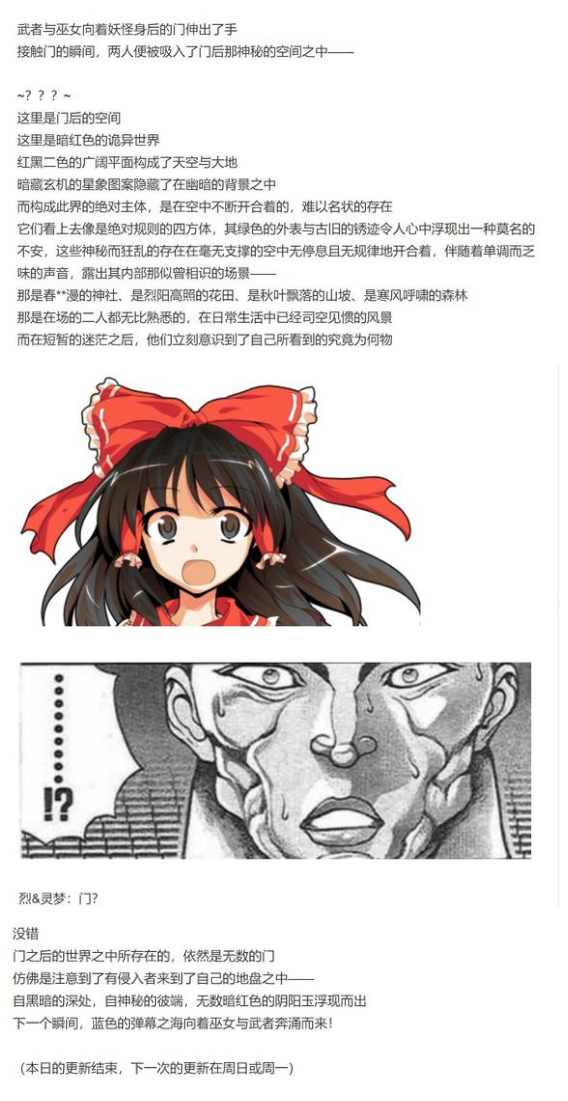 武者与巫女向着妖怪身后的门伸出了手
接触门的瞬间，两人便被吸入了门后那神秘的空间之中——
~？？？~
这里是门后的空间
这里是暗红色的诡异世界
红黑二色的广阔平面构成了天空与大地
暗藏玄机的星象图案隐藏了在幽暗的背景之中
而构成此界的绝对主体，是在空中不断开合着的，难以名状的存在
它们看上去像是绝对规则的四方体，其绿色的外表与古旧的锈迹令人心中浮现出一种莫名的
不安，这些神秘而狂乱的存在在毫无支撑的空中无停息且无规律地开合着，伴随着单调而乏
味的声音，露出其内部那似曾相识的场景——
那是春**漫的神社、是烈阳高照的花田、是秋叶飘落的山坡、是寒风呼啸的森林
那是在场的二人都无比熟悉的，在日常生活中已经司空见惯的风景
而在短暂的迷茫之后，他们立刻意识到了自己所看到的究竟为何物
………!?
烈&灵梦：门？
没错
门之后的世界之中所存在的，依然是无数的门
仿佛是注意到了有侵入者来到了自己的地盘之中——
自黑暗的深处，自神秘的彼端，无数暗红色的阴阳玉浮现而出
下一个瞬间，蓝色的弹幕之海向着巫女与武者奔涌而来！
（本日的更新结束，下一次的更新在周日或周一）